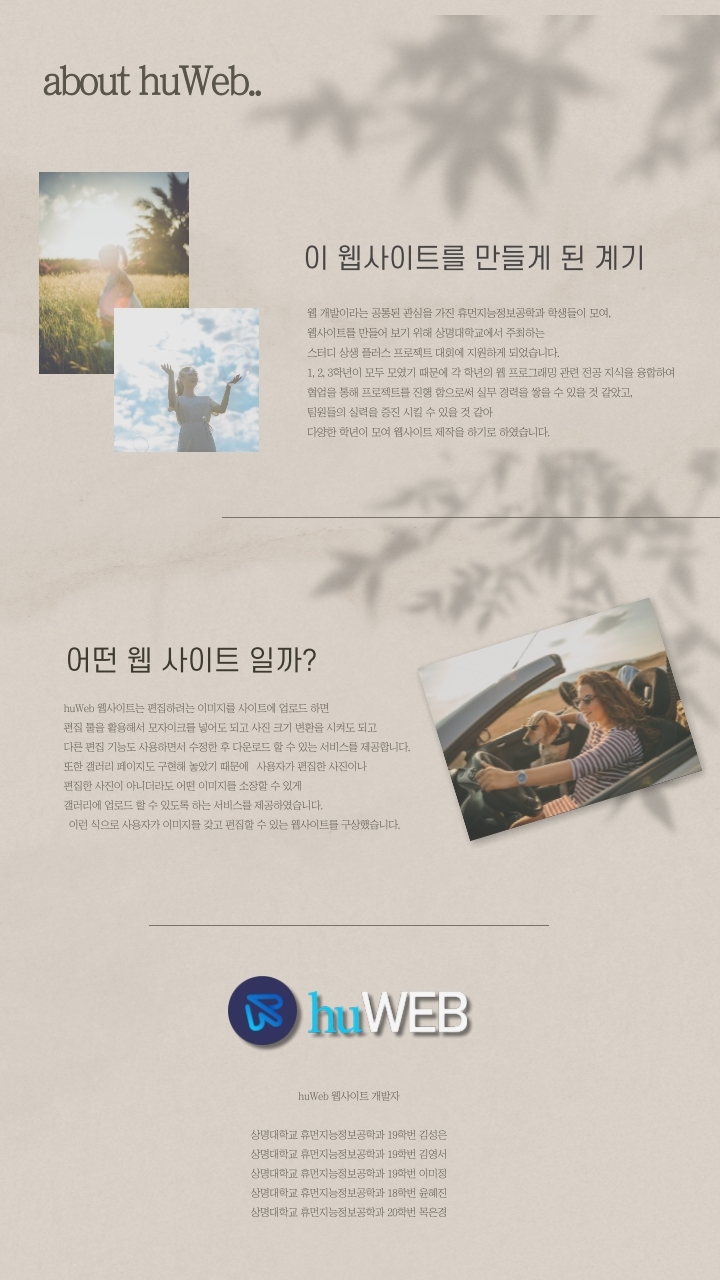 about huWeb..
이 웹사이트를 만들게 된 계기
웹 개발이라는 공통된 관심을 가진 휴먼지능정보공학과 학생들이 모여,
웹사이트를 만들어 보기 위해 상명대학교에서 주최하는
스터디 상생 플러스 프로젝트 대회에 지원하게 되었습니다.
1, 2, 3학년이 모두 모였기 때문에 각 학년의 웹 프로그래밍 관련 전공 지식을 융합하여
협업을 통해 프로젝트를 진행 함으로써 실무 경력을 쌓을 수 있을 것 같았고,
팀원들의 실력을 증진 시킬 수 있을 것 같아
다양한 학년이 모여 웹사이트 제작을 하기로 하였습니다.
어떤 웹 사이트 일까?
huWeb 웹사이트는 편집하려는 이미지를 사이트에 업로드 하면
편집 툴을 활용해서 모자이크를 넣어도 되고 사진 크기 변환을 시켜도 되고
다른 편집 기능도 사용하면서 수정한 후 다운로드 할 수 있는 서비스를 제공합니다.
또한 갤러리 페이지도 구현해 놓았기 때문에 사용자가 편집한 사진이나
편집한 사진이 아니더라도 어떤 이미지를 소장할 수 있게
갤러리에 업로드 할 수 있도록 하는 서비스를 제공하였습니다.
이런 식으로 사용자가 이미지를 갖고 편집할 수 있는 웹사이트를 구상했습니다.
huWEB
huWeb 웹사이트 개발자
상명대학교 휴먼지능정보공학과 19학번 김성은
상명대학교 휴먼지능정보공학과 19학번 김영서
상명대학교 휴먼지능정보공학과 19학번 이미정
상명대학교 휴먼지능정보공학과 18학번 윤혜진
상명대학교 휴먼지능정보공학과 20학번 목은경